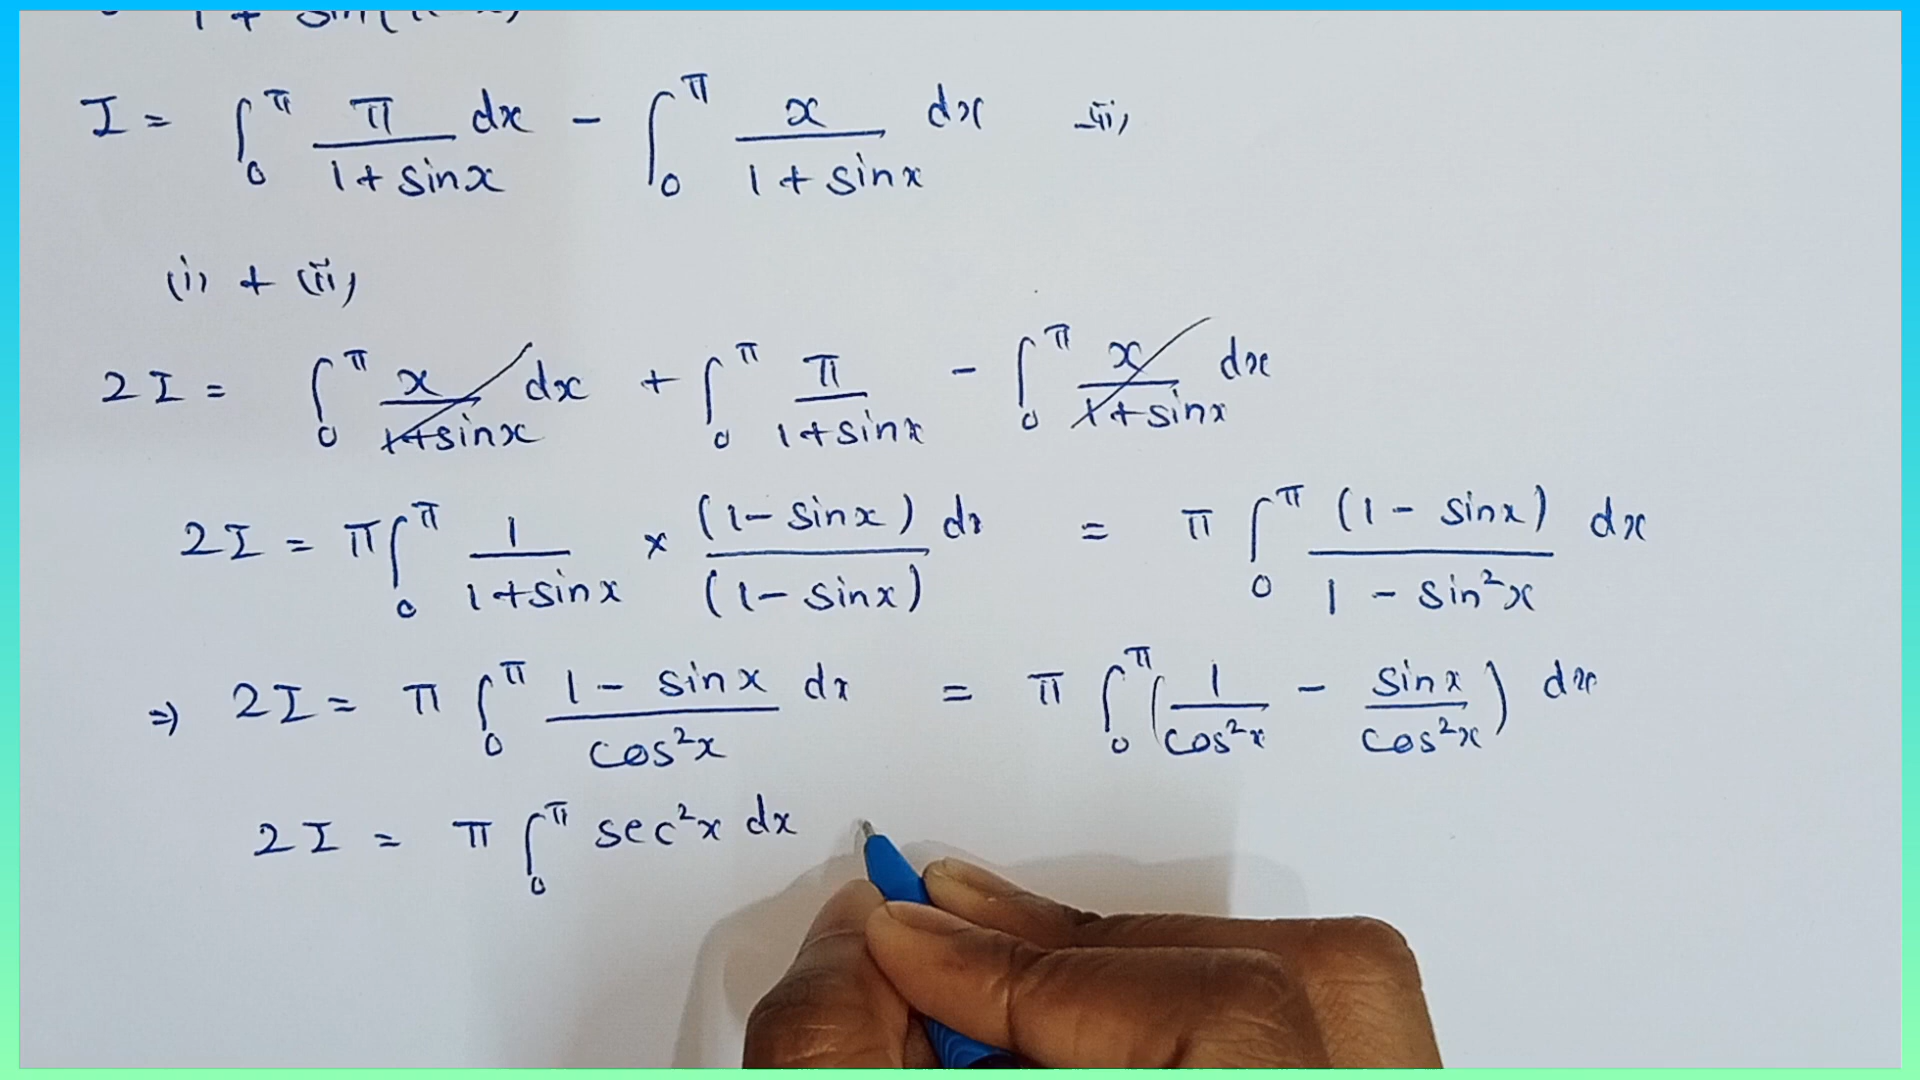 1 + sin(π - x)
I = ∫₀^π π/(1+sinx) dx - ∫₀^π x/(1+sinx) dx -(ii)
(i) + (ii)
2I = ∫₀^π x/(1+sinx) dx + ∫₀^π π/(1+sinx) - ∫₀^π x/(1+sinx) dx
2I = π∫₀^π 1/(1+sinx) × (1-sinx)/(1-sinx) dx = π ∫₀^π (1-sinx)/(1-sin²x) dx
⇒ 2I = π ∫₀^π (1-sinx)/cos²x dx = π ∫₀^π (1/cos²x - sinx/cos²x) dx
2I = π ∫₀^π sec²x dx